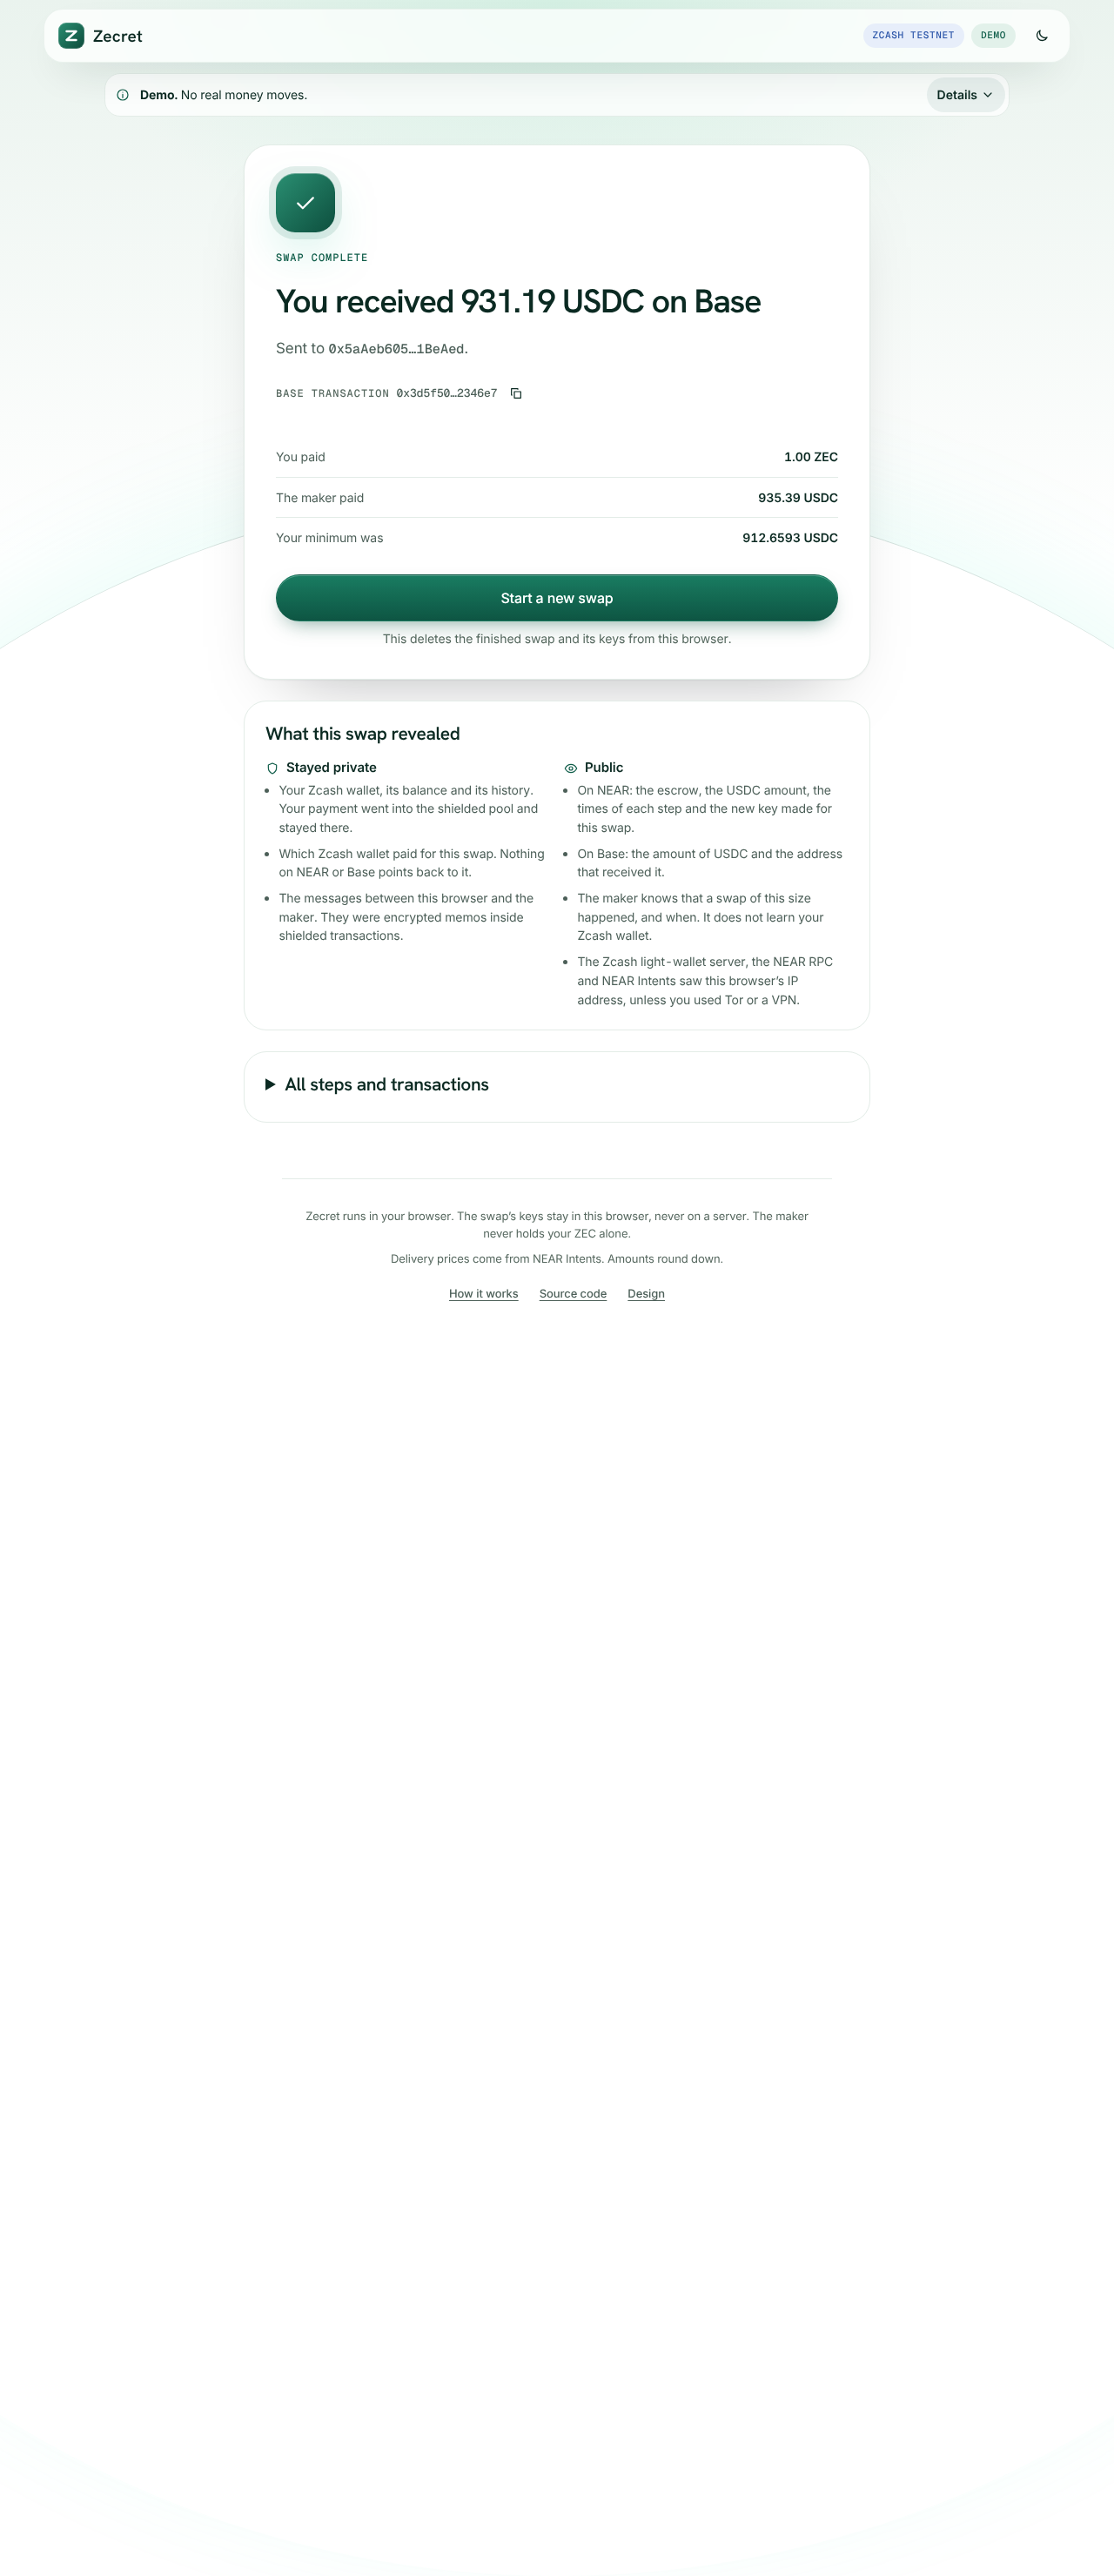 Zecret
ZCASH TESTNET
DEMO
Demo. No real money moves.
Details
SWAP COMPLETE
You received 931.19 USDC on Base
Sent to 0x5aAeb605…1BeAed.
BASE TRANSACTION 0x3d5f50…2346e7
You paid
1.00 ZEC
The maker paid
935.39 USDC
Your minimum was
912.6593 USDC
Start a new swap
This deletes the finished swap and its keys from this browser.
What this swap revealed
Stayed private
Your Zcash wallet, its balance and its history.
Your payment went into the shielded pool and
stayed there.
Which Zcash wallet paid for this swap. Nothing
on NEAR or Base points back to it.
The messages between this browser and the
maker. They were encrypted memos inside
shielded transactions.
Public
On NEAR: the escrow, the USDC amount, the
times of each step and the new key made for
this swap.
On Base: the amount of USDC and the address
that received it.
The maker knows that a swap of this size
happened, and when. It does not learn your
Zcash wallet.
The Zcash light-wallet server, the NEAR RPC
and NEAR Intents saw this browser’s IP
address, unless you used Tor or a VPN.
All steps and transactions
Zecret runs in your browser. The swap’s keys stay in this browser, never on a server. The maker
never holds your ZEC alone.
Delivery prices come from NEAR Intents. Amounts round down.
How it works
Source code
Design